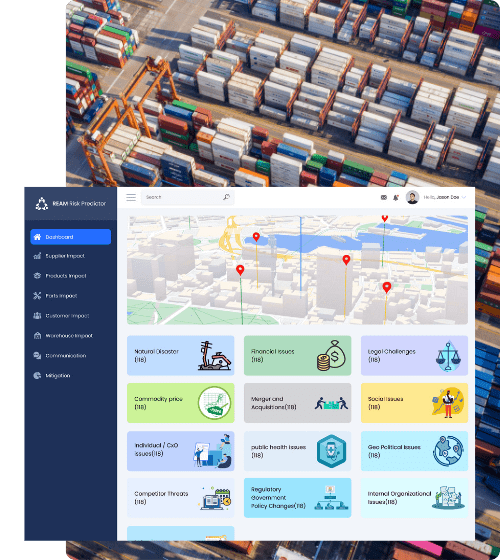 REAM Risk Predictor
Search
Hello, Jason Doe
Dashboard
Supplier Impact
Products Impact
Parts Impact
Customer Impact
Warehouse Impact
Communication
Mitigation
Natural Disaster
(118)
Financial Issues
(118)
Legal Challenges
(118)
Commodity price
(118)
Merger and
Acquisitions(118)
Social Issues
(118)
Individual / CxO
issues(118)
public health Issues
(118)
Geo Political Issues
(118)
Competitor Threats
(118)
Regulatory
Government
Policy Changes(118)
Internal Organizational
Issues(118)